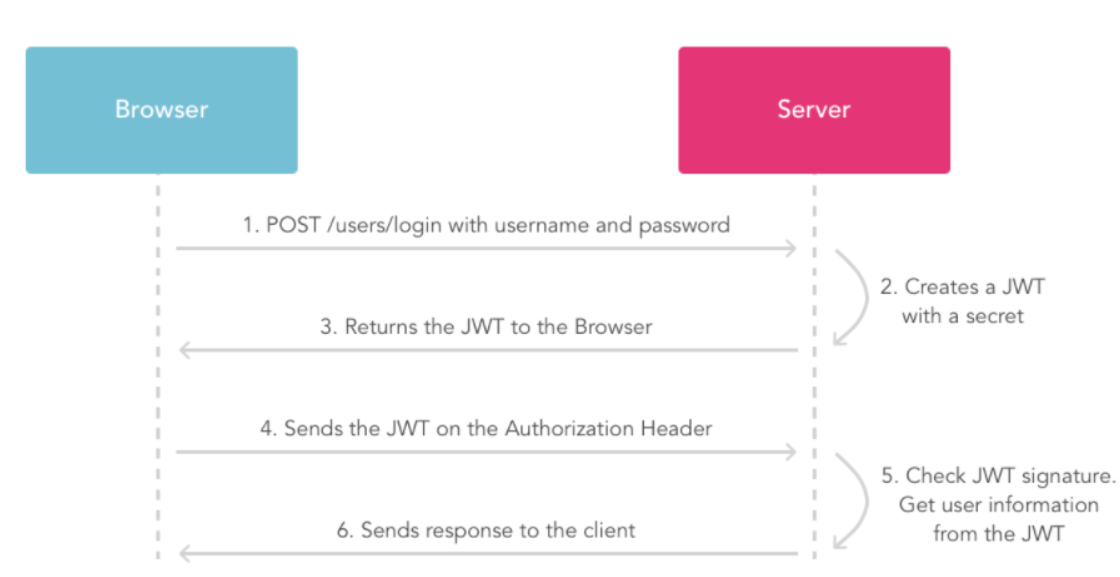 Browser
Server
1. POST /users/login with username and password
2. Creates a JWT
with a secret
3. Returns the JWT to the Browser
4. Sends the JWT on the Authorization Header
5. Check JWT signature.
Get user information
from the JWT
6. Sends response to the client